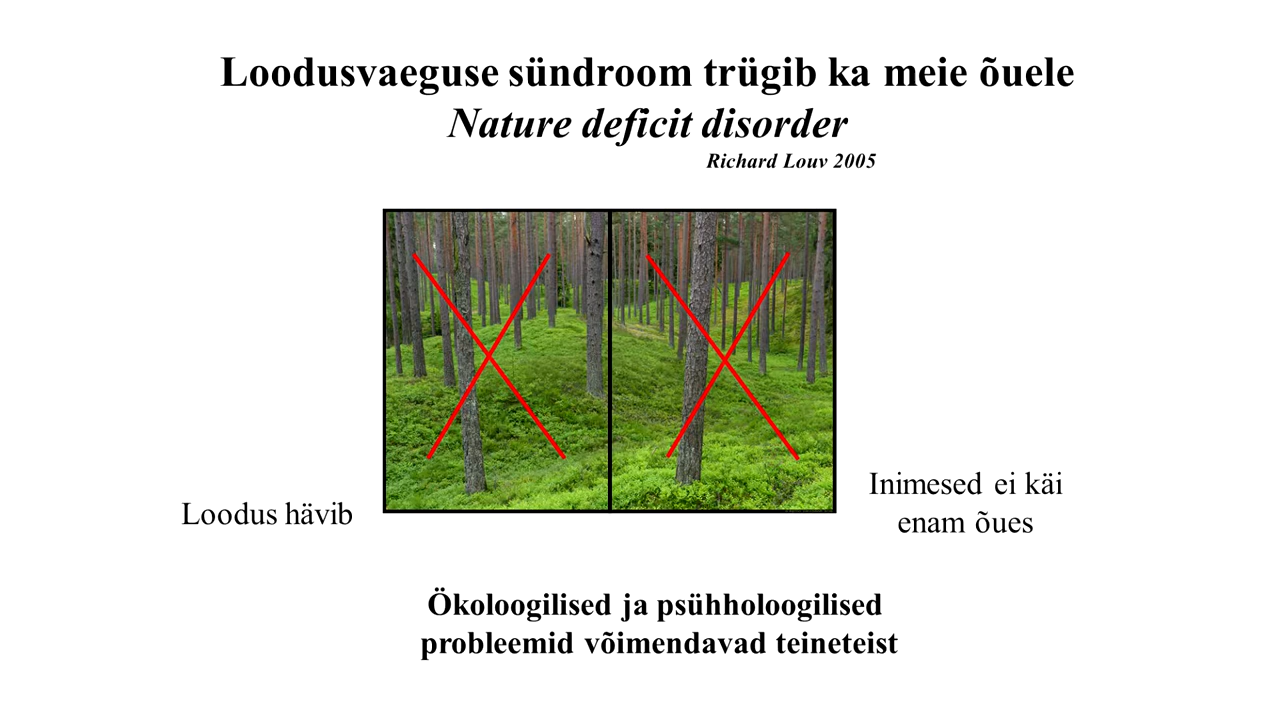 Loodusvaeguse sündroom trügib ka meie õuele
Nature deficit disorder
Richard Louv 2005
Loodus hävib
Inimesed ei käi
enam õues
Ökoloogilised ja psühholoogilised
probleemid võimendavad teineteist